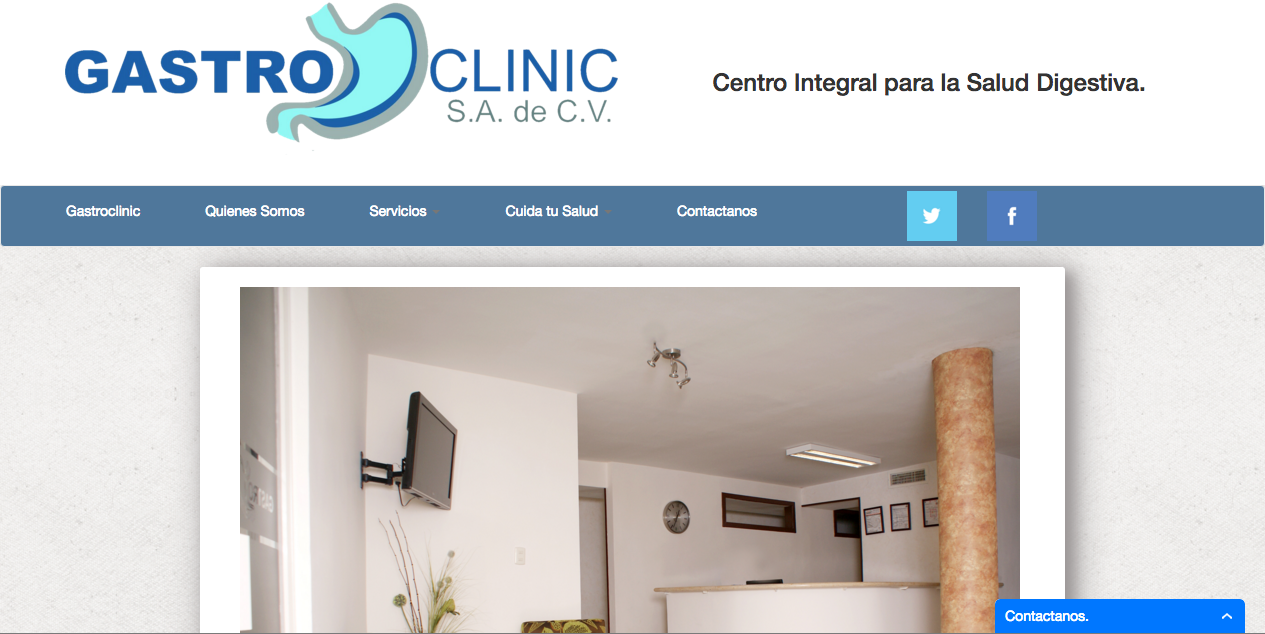 GASTRO CLINIC
S.A. de C.V.
Centro Integral para la Salud Digestiva.
Gastroclinic Quienes Somos Servicios Cuida tu Salud Contactanos
Contactanos.